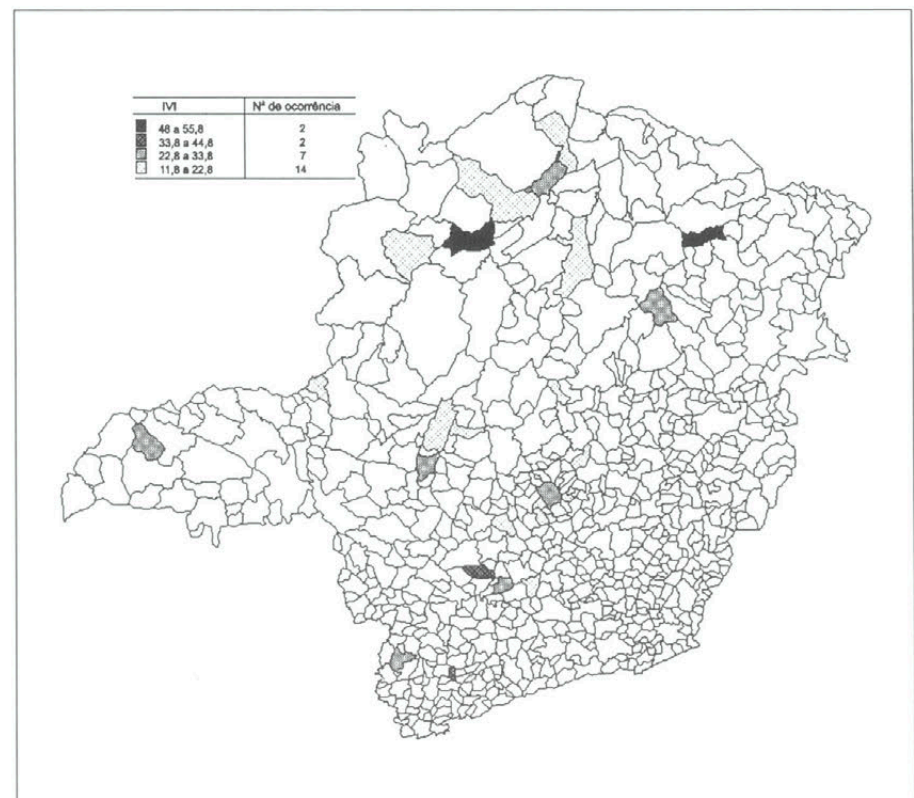 IVI Nº de ocorrência
48 a 55,8 2
33,8 a 44,8 2
22,8 a 33,8 7
11,8 a 22,8 14